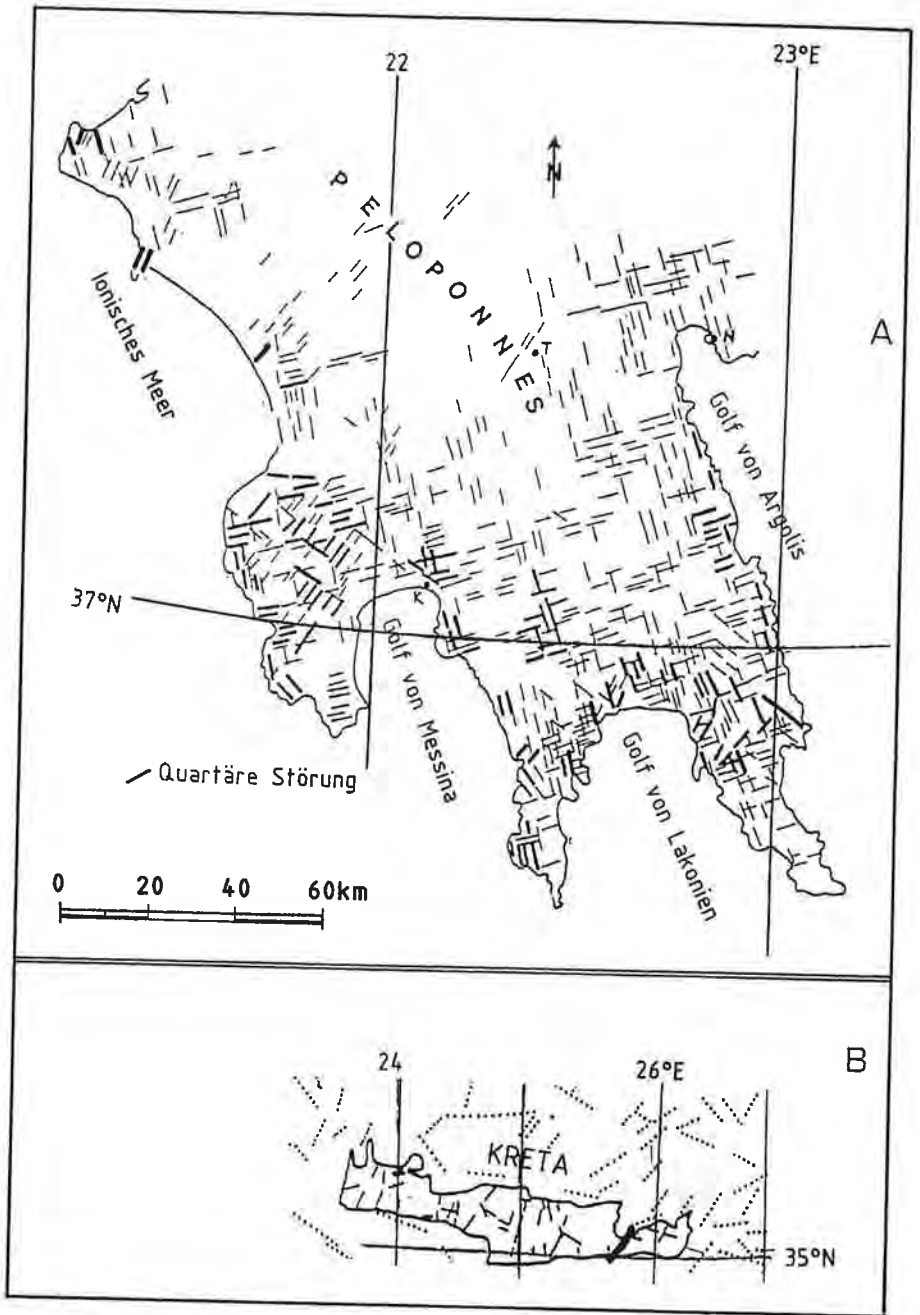 22
23°E
N
PELOPONNES
A
Ionisches Meer
T
N
Golf von Argolis
37°N
K
Golf von Messina
Golf von Lakonien
Quartäre Störung
0 20 40 60km
B
24
26°E
KRETA
35°N